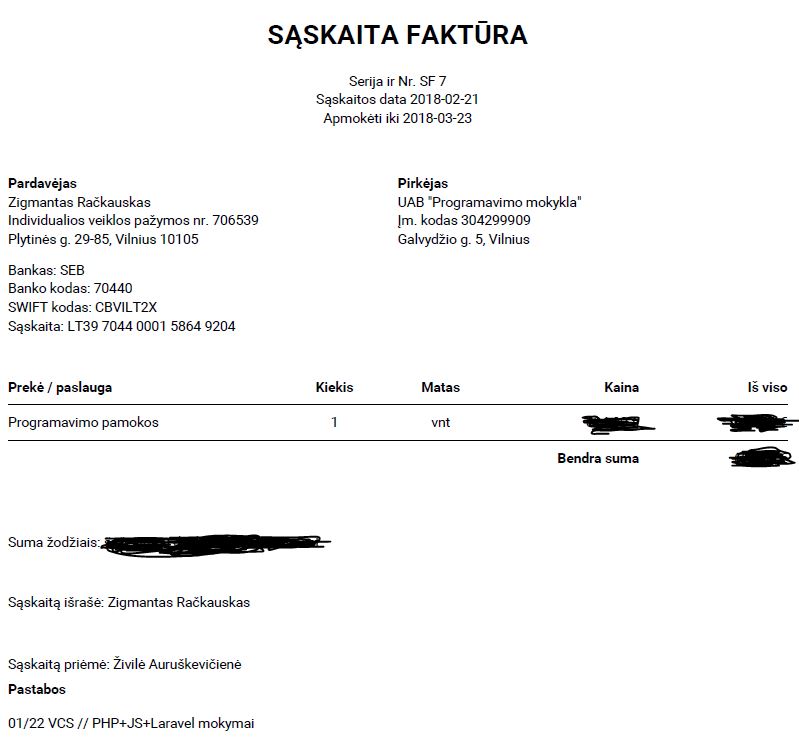 SĄSKAITA FAKTŪRA
Serija ir Nr. SF 7
Sąskaitos data 2018-02-21
Apmokėti iki 2018-03-23
Pardavėjas
Zigmantas Račkauskas
Individualios veiklos pažymos nr. 706539
Plytinės g. 29-85, Vilnius 10105
Bankas: SEB
Banko kodas: 70440
SWIFT kodas: CBVILT2X
Sąskaita: LT39 7044 0001 5864 9204
Pirkėjas
UAB "Programavimo mokykla"
Įm. kodas 304299909
Galvydžio g. 5, Vilnius
Prekė / paslauga Kiekis Matas Kaina Iš viso
Programavimo pamokos 1 vnt
Bendra suma
Suma žodžiais:
Sąskaitą išrašė: Zigmantas Račkauskas
Sąskaitą priėmė: Živilė Auruškevičienė
Pastabos
01/22 VCS // PHP+JS+Laravel mokymai